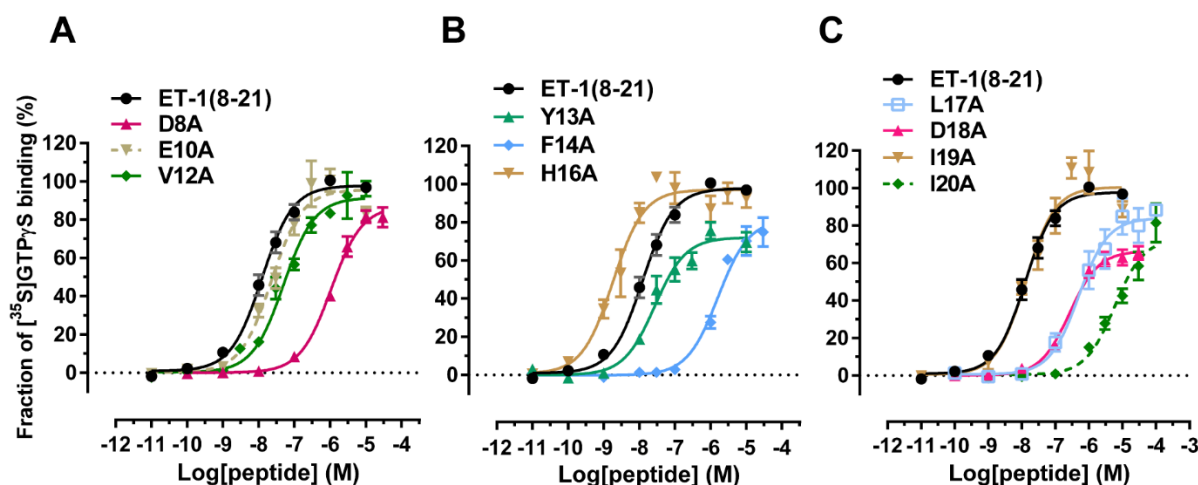 A
B
C
ET-1(8-21)
D8A
E10A
V12A
ET-1(8-21)
Y13A
F14A
H16A
ET-1(8-21)
L17A
D18A
I19A
I20A
Fraction of [³⁵S]GTPγS binding (%)
120
100
80
60
40
20
0
120
100
80
60
40
20
0
120
100
80
60
40
20
0
-12 -11 -10 -9 -8 -7 -6 -5 -4
-12 -11 -10 -9 -8 -7 -6 -5 -4
-12 -11 -10 -9 -8 -7 -6 -5 -4 -3
Log[peptide] (M)
Log[peptide] (M)
Log[peptide] (M)